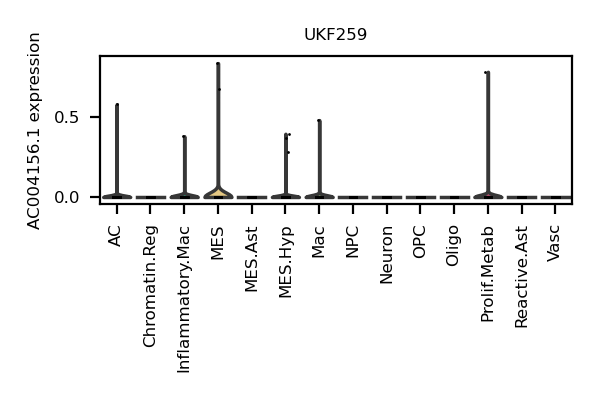 UKF259
AC004156.1 expression
0.5
0.0
AC
Chromatin.Reg
Inflammatory.Mac
MES
MES.Ast
MES.Hyp
Mac
NPC
Neuron
OPC
Oligo
Prolif.Metab
Reactive.Ast
Vasc